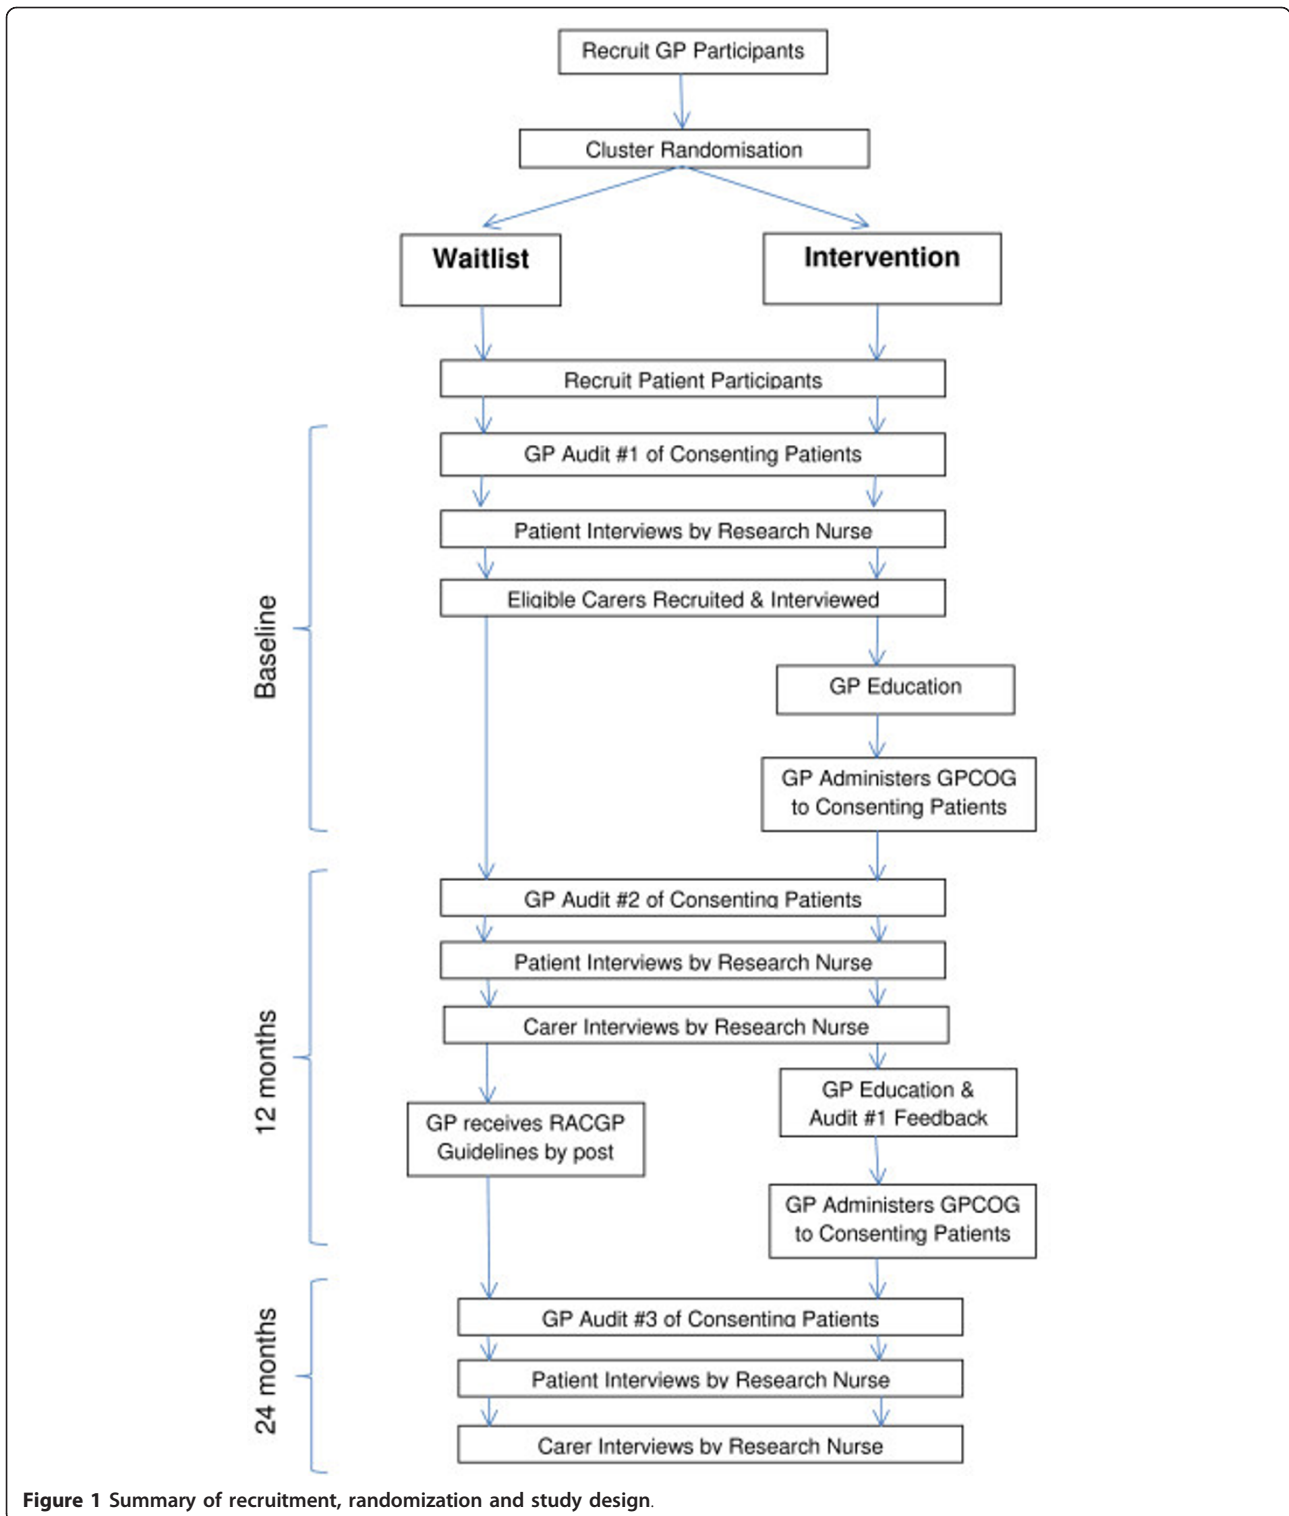 Recruit GP Participants
Cluster Randomisation
Waitlist
Intervention
Recruit Patient Participants
GP Audit #1 of Consenting Patients
Patient Interviews by Research Nurse
Eligible Carers Recruited & Interviewed
Baseline
GP Education
GP Administers GPCOG
to Consenting Patients
GP Audit #2 of Consenting Patients
Patient Interviews by Research Nurse
Carer Interviews by Research Nurse
12 months
GP Education &
Audit #1 Feedback
GP receives RACGP
Guidelines by post
GP Administers GPCOG
to Consenting Patients
GP Audit #3 of Consenting Patients
24 months
Patient Interviews by Research Nurse
Carer Interviews by Research Nurse
Figure 1 Summary of recruitment, randomization and study design.